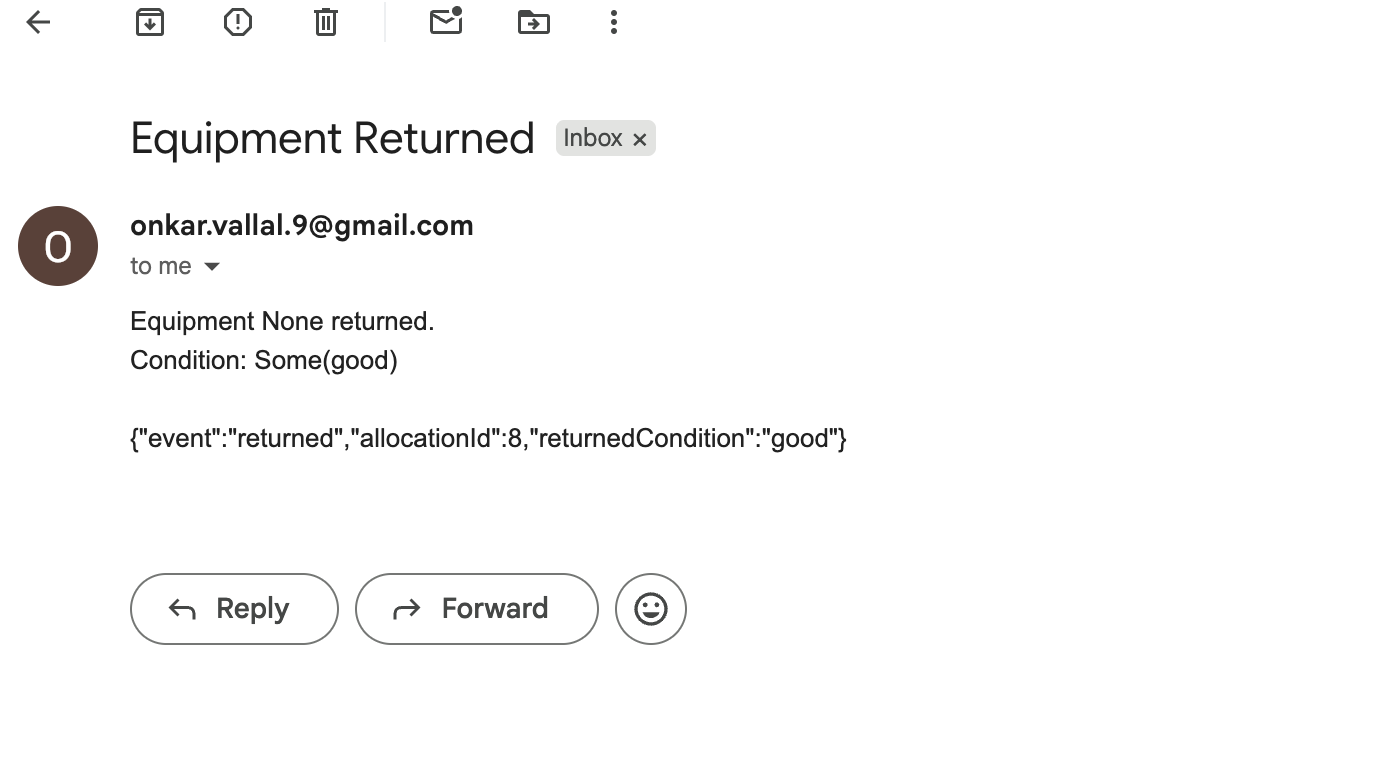 Equipment Returned Inbox ×
O
onkar.vallal.9@gmail.com
to me
Equipment None returned.
Condition: Some(good)
{"event":"returned","allocationId":8,"returnedCondition":"good"}
Reply Forward